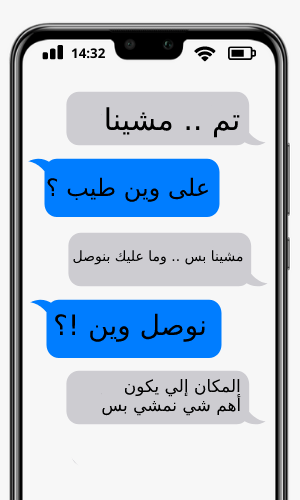 14:32
تم .. مشينا
على وين طيب ؟
مشينا بس .. وما عليك بنوصل
نوصل وين !؟
المكان إلي يكون
أهم شي نمشي بس